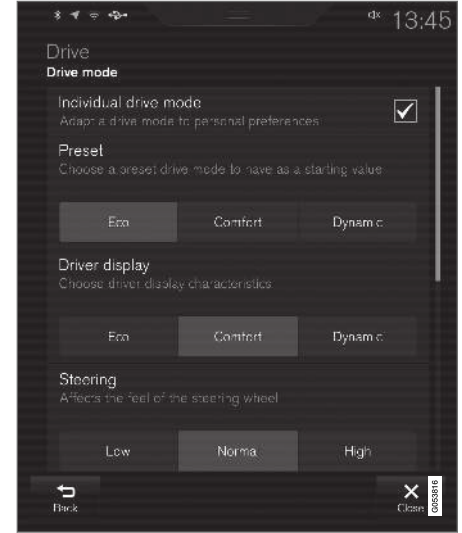 13:45
Drive
Drive mode
Individual drive mode
Adapt a drive mode to personal preferences
Preset
Choose a preset drive mode to have as a starting value
Eco Comfort Dynamic
Driver display
Choose driver display characteristics
Eco Comfort Dynamic
Steering
Affects the feel of the steering wheel
Low Normal High
Back Close
G053816